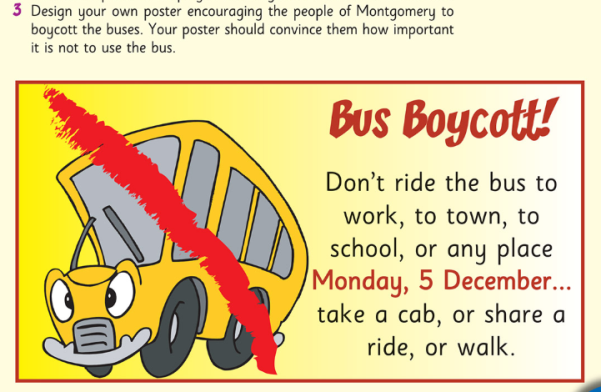 3 Design your own poster encouraging the people of Montgomery to
boycott the buses. Your poster should convince them how important
it is not to use the bus.
Bus Boycott!
Don't ride the bus to
work, to town, to
school, or any place
Monday, 5 December...
take a cab, or share a
ride, or walk.